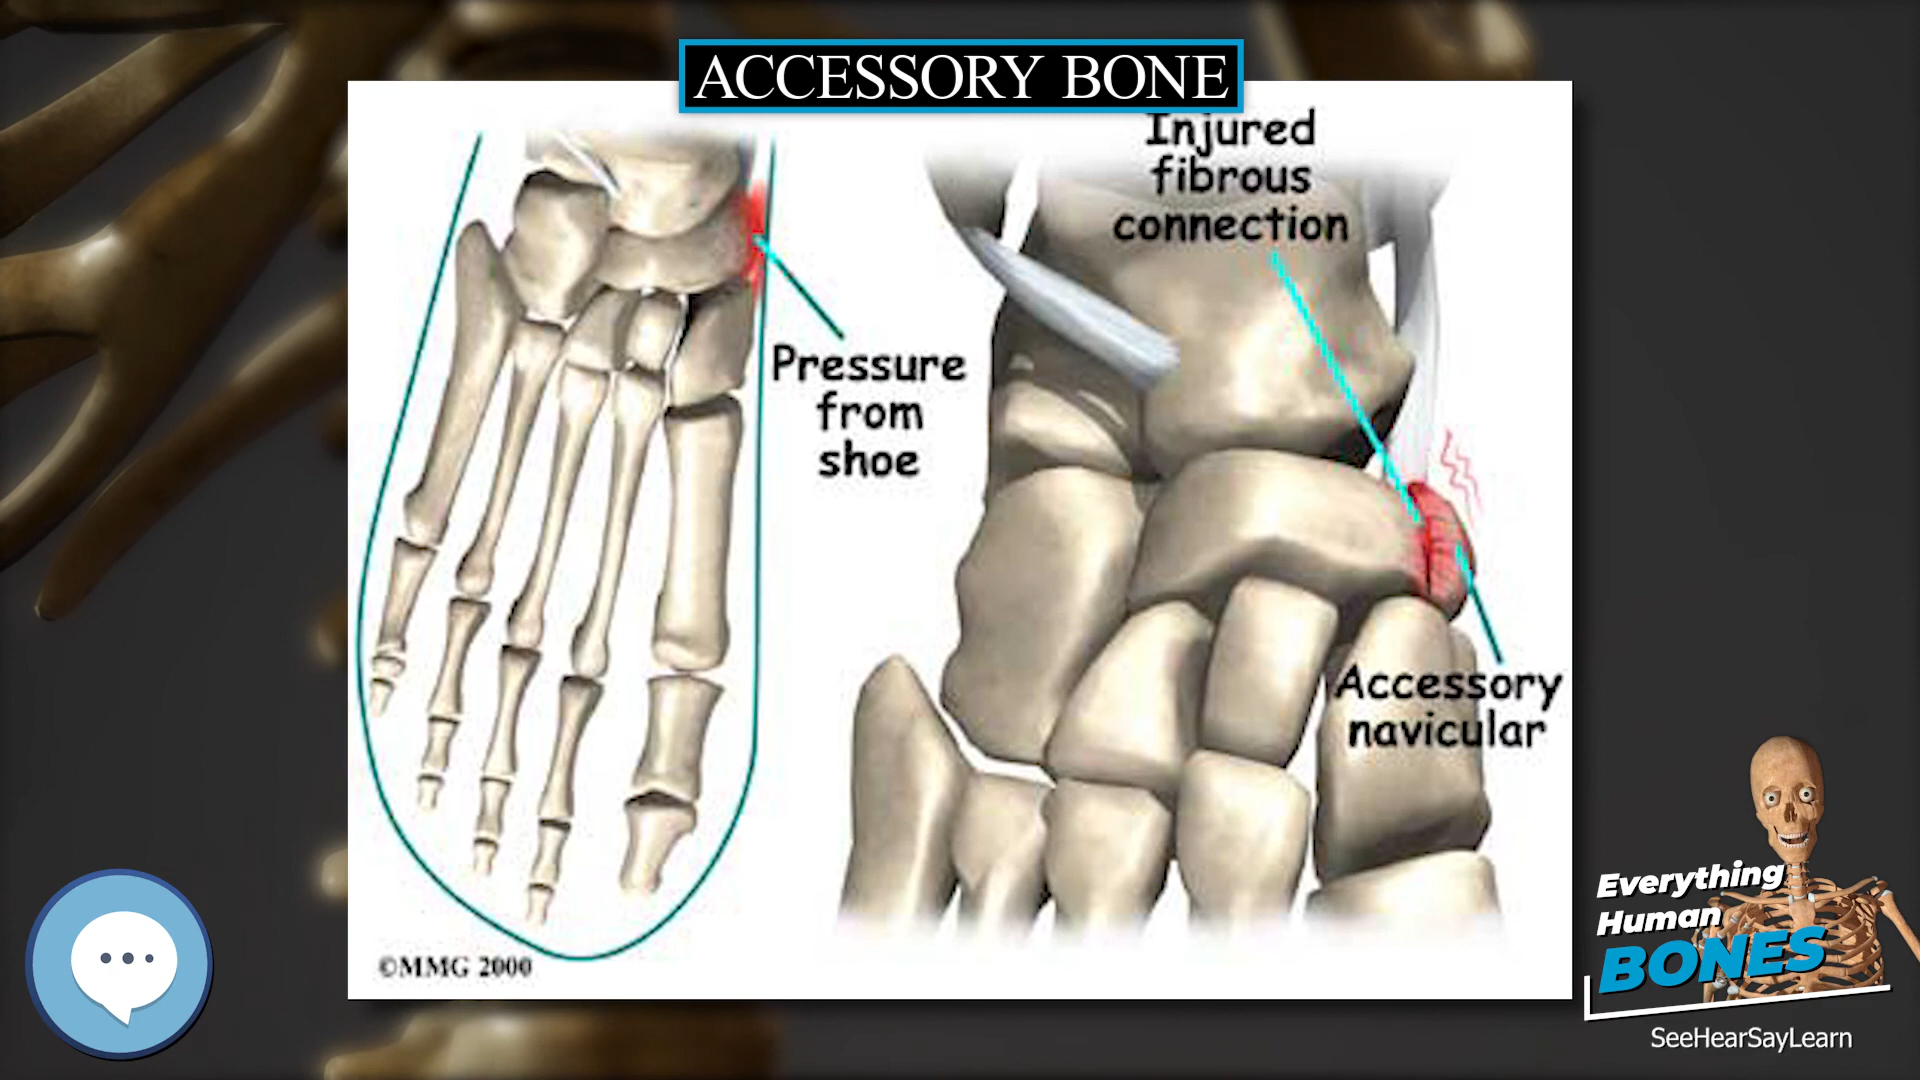 ACCESSORY BONE
Injured
fibrous
connection
Pressure
from
shoe
Accessory
navicular
©MMG 2000
Everything
Human
BONES
SeeHearSayLearn